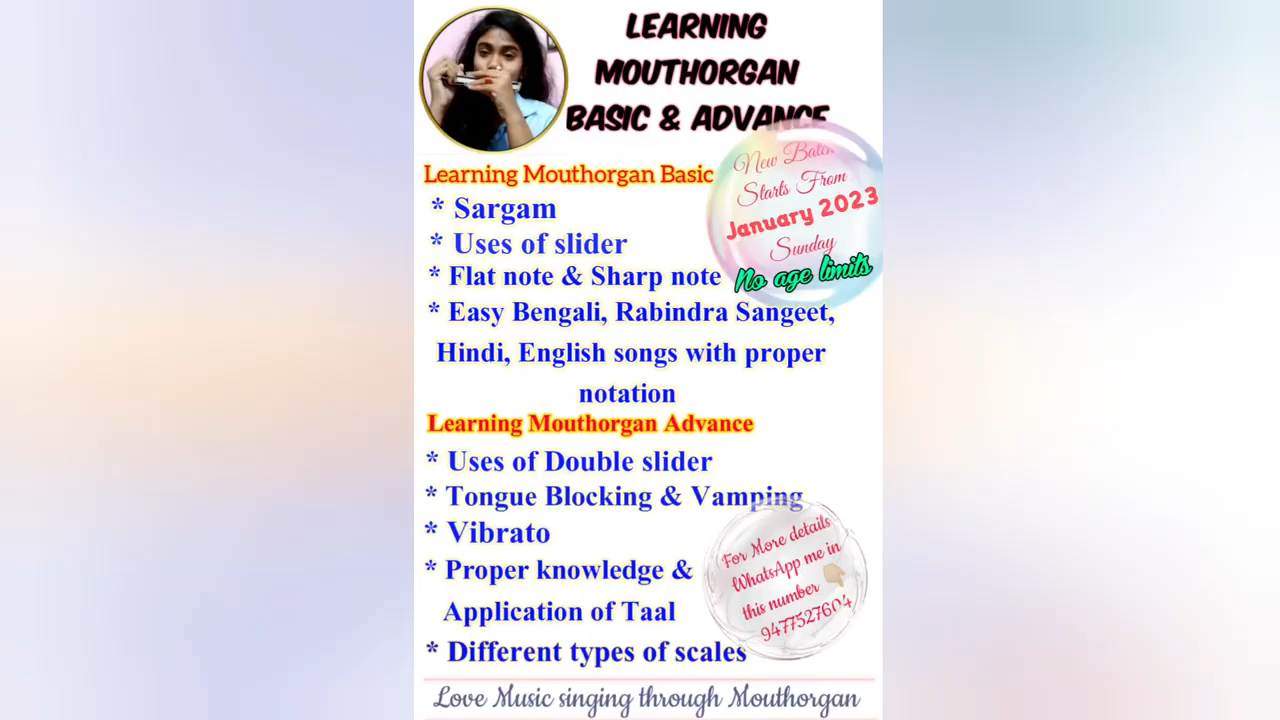 LEARNING
MOUTHORGAN
BASIC & ADVANCE
New Batch
Starts From
January 2023
Sunday
No age limits
Learning Mouthorgan Basic
* Sargam
* Uses of slider
* Flat note & Sharp note
* Easy Bengali, Rabindra Sangeet,
Hindi, English songs with proper
notation
Learning Mouthorgan Advance
* Uses of Double slider
* Tongue Blocking & Vamping
* Vibrato
* Proper knowledge &
Application of Taal
* Different types of scales
For More details
WhatsApp me in
this number
9477527604
Love Music singing through Mouthorgan